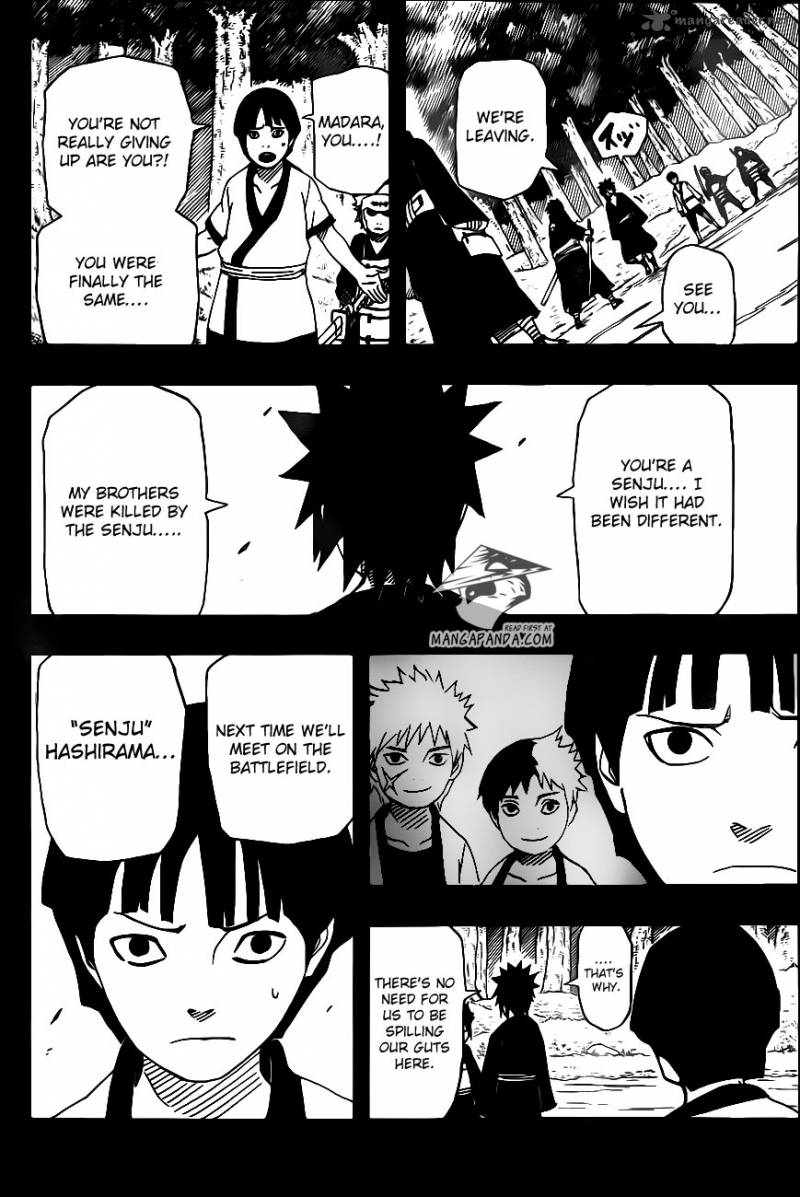 WE'RE
LEAVING.
SEE
YOU...
MADARA,
YOU....!
YOU'RE NOT
REALLY GIVING
UP ARE YOU?!
YOU WERE
FINALLY THE
SAME....
YOU'RE A
SENJU.... I
WISH IT HAD
BEEN DIFFERENT.
MY BROTHERS
WERE KILLED BY
THE SENJU.....
READ FIRST AT
MANGAPANDA.COM
NEXT TIME WE'LL
MEET ON THE
BATTLEFIELD.
"SENJU"
HASHIRAMA...
....
THAT'S
WHY.
THERE'S NO
NEED FOR
US TO BE
SPILLING
OUR GUTS
HERE.